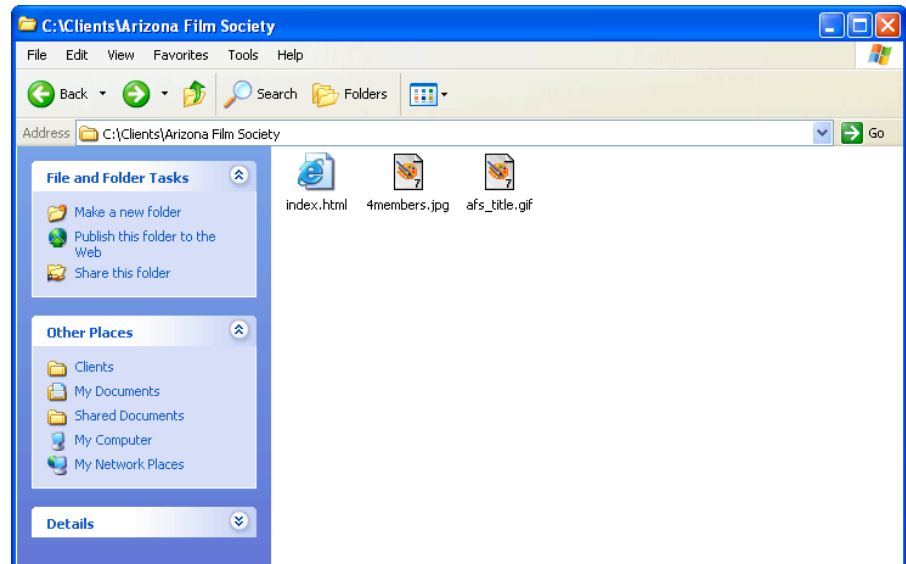 C:\Clients\Arizona Film Society
File Edit View Favorites Tools Help
Back Search Folders
Address C:\Clients\Arizona Film Society Go
File and Folder Tasks
Make a new folder
Publish this folder to the
Web
Share this folder
index.html 4members.jpg afs_title.gif
7 7
Other Places
Clients
My Documents
Shared Documents
My Computer
My Network Places
Details